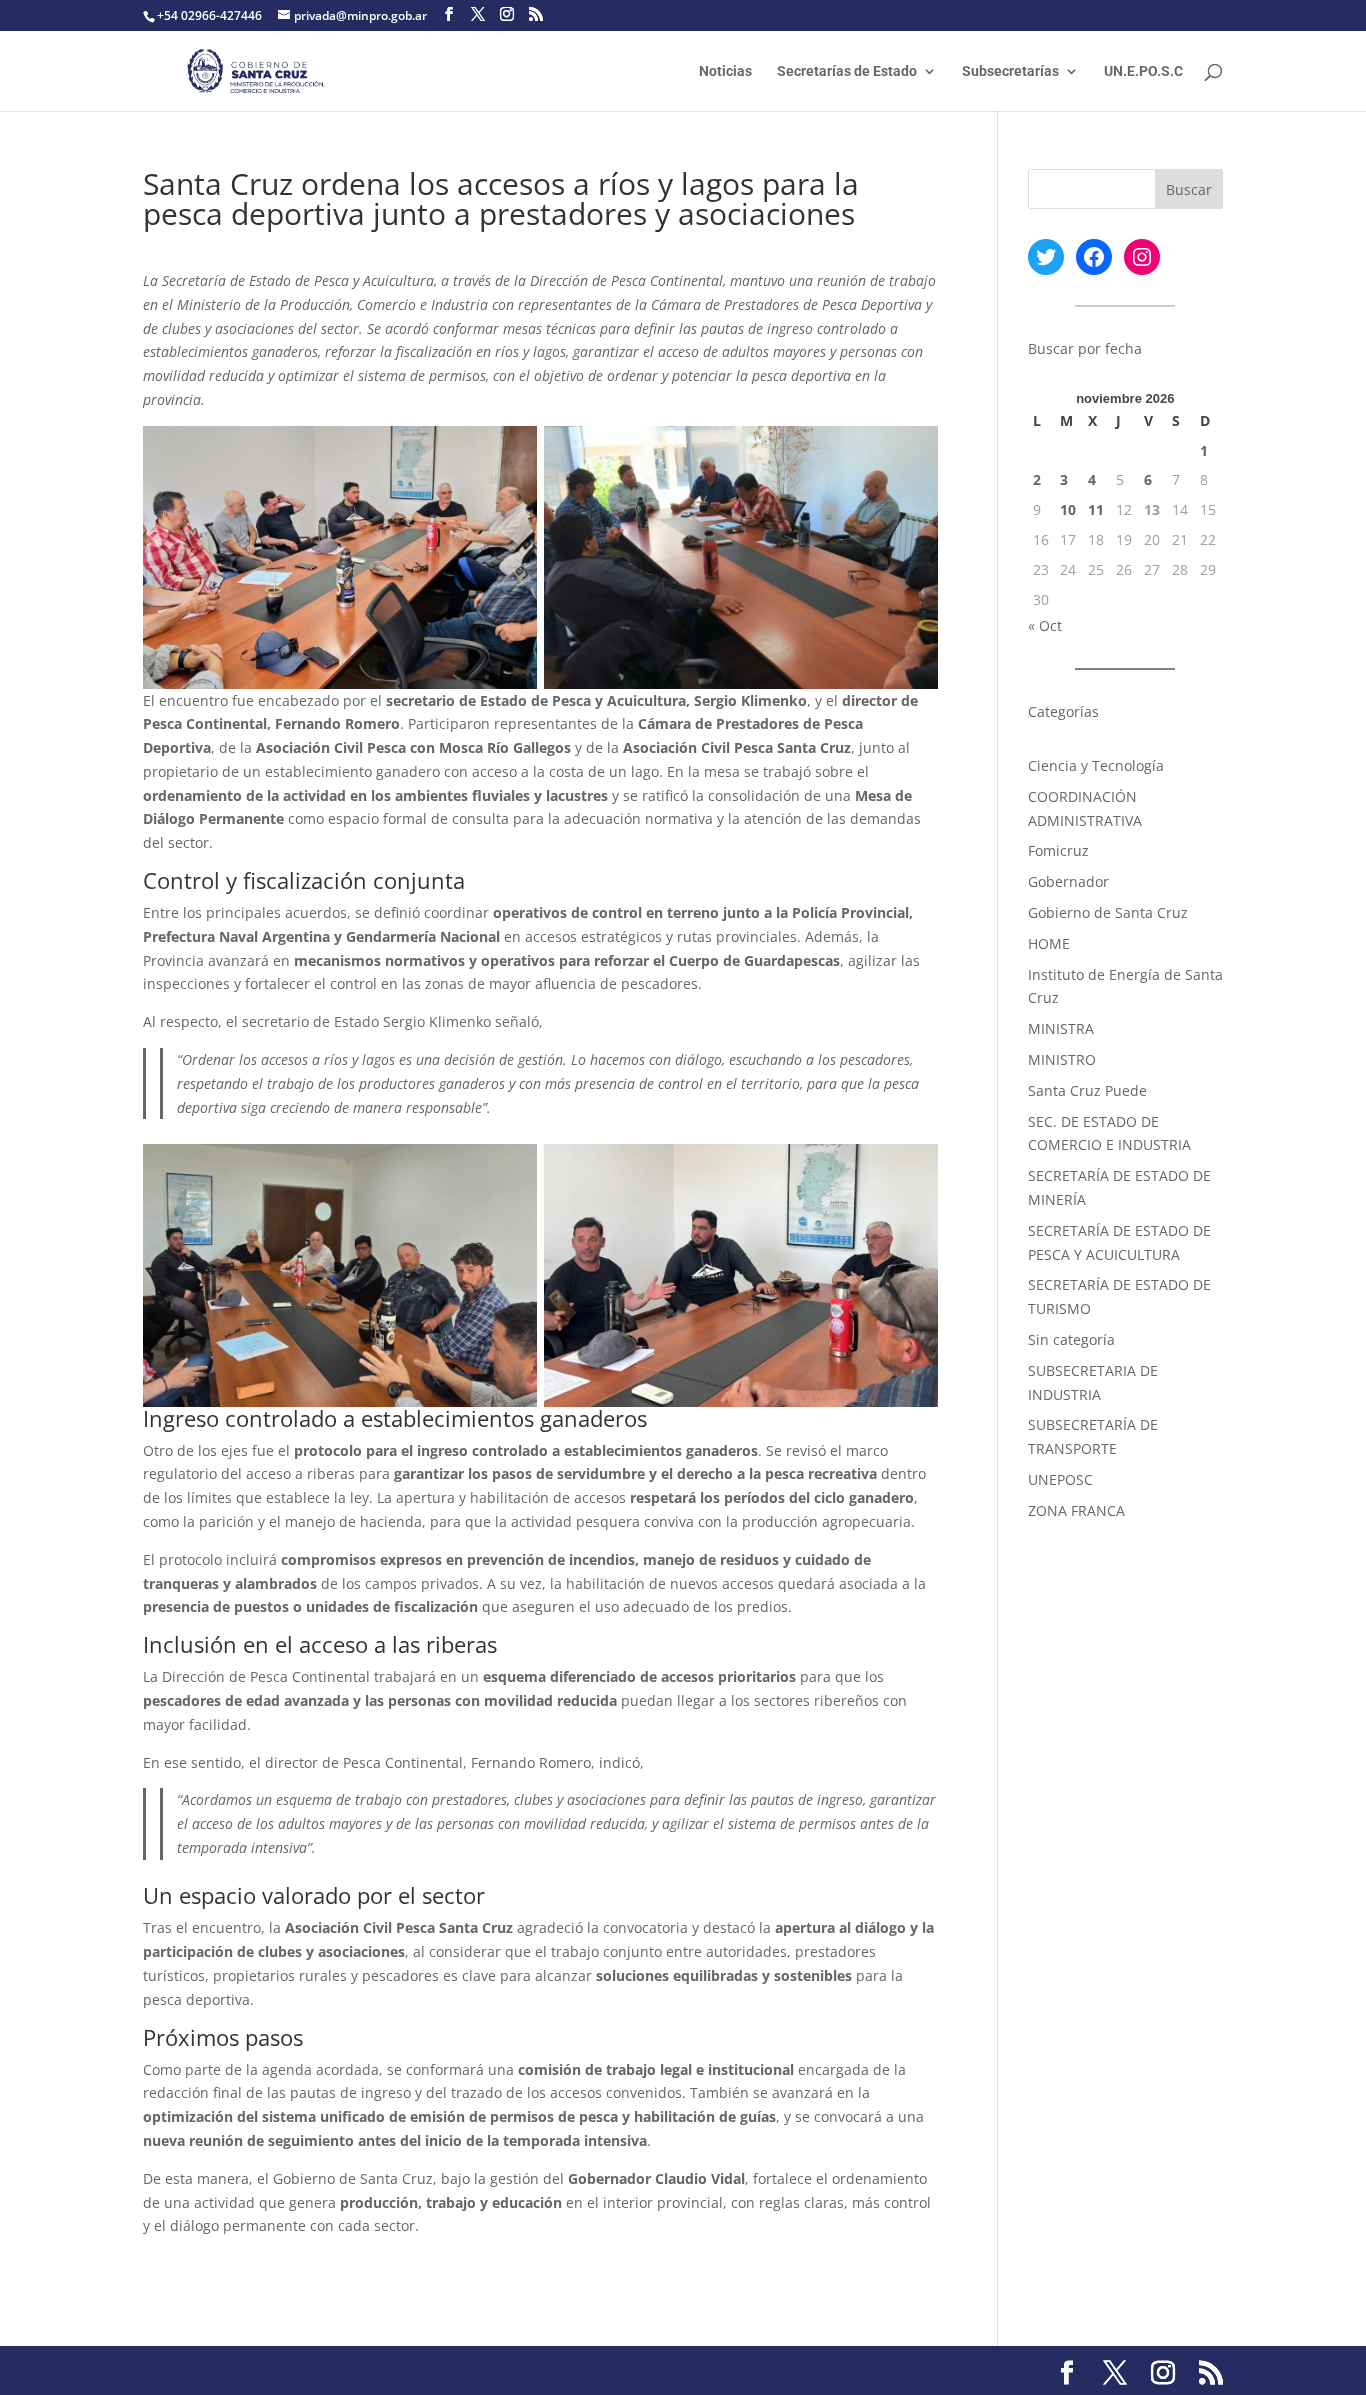 +54 02966-427446 privada@minpro.gob.ar
GOBIERNO DE
SANTA CRUZ
MINISTERIO DE LA PRODUCCIÓN,
COMERCIO E INDUSTRIA
Noticias Secretarías de Estado Subsecretarías UN.E.PO.S.C
Santa Cruz ordena los accesos a ríos y lagos para la
pesca deportiva junto a prestadores y asociaciones
La Secretaría de Estado de Pesca y Acuicultura, a través de la Dirección de Pesca Continental, mantuvo una reunión de trabajo
en el Ministerio de la Producción, Comercio e Industria con representantes de la Cámara de Prestadores de Pesca Deportiva y
de clubes y asociaciones del sector. Se acordó conformar mesas técnicas para definir las pautas de ingreso controlado a
establecimientos ganaderos, reforzar la fiscalización en ríos y lagos, garantizar el acceso de adultos mayores y personas con
movilidad reducida y optimizar el sistema de permisos, con el objetivo de ordenar y potenciar la pesca deportiva en la
provincia.
El encuentro fue encabezado por el secretario de Estado de Pesca y Acuicultura, Sergio Klimenko, y el director de
Pesca Continental, Fernando Romero. Participaron representantes de la Cámara de Prestadores de Pesca
Deportiva, de la Asociación Civil Pesca con Mosca Río Gallegos y de la Asociación Civil Pesca Santa Cruz, junto al
propietario de un establecimiento ganadero con acceso a la costa de un lago. En la mesa se trabajó sobre el
ordenamiento de la actividad en los ambientes fluviales y lacustres y se ratificó la consolidación de una Mesa de
Diálogo Permanente como espacio formal de consulta para la adecuación normativa y la atención de las demandas
del sector.
Control y fiscalización conjunta
Entre los principales acuerdos, se definió coordinar operativos de control en terreno junto a la Policía Provincial,
Prefectura Naval Argentina y Gendarmería Nacional en accesos estratégicos y rutas provinciales. Además, la
Provincia avanzará en mecanismos normativos y operativos para reforzar el Cuerpo de Guardapescas, agilizar las
inspecciones y fortalecer el control en las zonas de mayor afluencia de pescadores.
Al respecto, el secretario de Estado Sergio Klimenko señaló,
“Ordenar los accesos a ríos y lagos es una decisión de gestión. Lo hacemos con diálogo, escuchando a los pescadores,
respetando el trabajo de los productores ganaderos y con más presencia de control en el territorio, para que la pesca
deportiva siga creciendo de manera responsable”.
Ingreso controlado a establecimientos ganaderos
Otro de los ejes fue el protocolo para el ingreso controlado a establecimientos ganaderos. Se revisó el marco
regulatorio del acceso a riberas para garantizar los pasos de servidumbre y el derecho a la pesca recreativa dentro
de los límites que establece la ley. La apertura y habilitación de accesos respetará los períodos del ciclo ganadero,
como la parición y el manejo de hacienda, para que la actividad pesquera conviva con la producción agropecuaria.
El protocolo incluirá compromisos expresos en prevención de incendios, manejo de residuos y cuidado de
tranqueras y alambrados de los campos privados. A su vez, la habilitación de nuevos accesos quedará asociada a la
presencia de puestos o unidades de fiscalización que aseguren el uso adecuado de los predios.
Inclusión en el acceso a las riberas
La Dirección de Pesca Continental trabajará en un esquema diferenciado de accesos prioritarios para que los
pescadores de edad avanzada y las personas con movilidad reducida puedan llegar a los sectores ribereños con
mayor facilidad.
En ese sentido, el director de Pesca Continental, Fernando Romero, indicó,
“Acordamos un esquema de trabajo con prestadores, clubes y asociaciones para definir las pautas de ingreso, garantizar
el acceso de los adultos mayores y de las personas con movilidad reducida, y agilizar el sistema de permisos antes de la
temporada intensiva”.
Un espacio valorado por el sector
Tras el encuentro, la Asociación Civil Pesca Santa Cruz agradeció la convocatoria y destacó la apertura al diálogo y la
participación de clubes y asociaciones, al considerar que el trabajo conjunto entre autoridades, prestadores
turísticos, propietarios rurales y pescadores es clave para alcanzar soluciones equilibradas y sostenibles para la
pesca deportiva.
Próximos pasos
Como parte de la agenda acordada, se conformará una comisión de trabajo legal e institucional encargada de la
redacción final de las pautas de ingreso y del trazado de los accesos convenidos. También se avanzará en la
optimización del sistema unificado de emisión de permisos de pesca y habilitación de guías, y se convocará a una
nueva reunión de seguimiento antes del inicio de la temporada intensiva.
De esta manera, el Gobierno de Santa Cruz, bajo la gestión del Gobernador Claudio Vidal, fortalece el ordenamiento
de una actividad que genera producción, trabajo y educación en el interior provincial, con reglas claras, más control
y el diálogo permanente con cada sector.
Buscar
Buscar por fecha
noviembre 2026
L M X J V S D
1
2 3 4 5 6 7 8
9 10 11 12 13 14 15
16 17 18 19 20 21 22
23 24 25 26 27 28 29
30
« Oct
Categorías
Ciencia y Tecnología
COORDINACIÓN
ADMINISTRATIVA
Fomicruz
Gobernador
Gobierno de Santa Cruz
HOME
Instituto de Energía de Santa
Cruz
MINISTRA
MINISTRO
Santa Cruz Puede
SEC. DE ESTADO DE
COMERCIO E INDUSTRIA
SECRETARÍA DE ESTADO DE
MINERÍA
SECRETARÍA DE ESTADO DE
PESCA Y ACUICULTURA
SECRETARÍA DE ESTADO DE
TURISMO
Sin categoría
SUBSECRETARIA DE
INDUSTRIA
SUBSECRETARÍA DE
TRANSPORTE
UNEPOSC
ZONA FRANCA